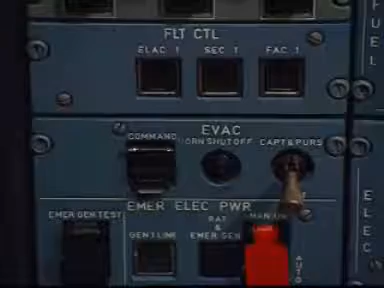 FLT CTL
ELAC 1 SEC 1 FAC 1
EVAC
COMMAND HORN SHUT OFF CAPT & PURS
EMER ELEC PWR
EMER GEN TEST GEN 1 LINE RAT & EMER GEN MAN ON
AUTO
ELEC
FUEL